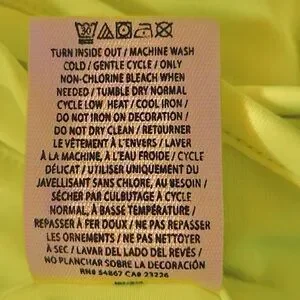 30
TURN INSIDE OUT / MACHINE WASH
COLD / GENTLE CYCLE / ONLY
NON-CHLORINE BLEACH WHEN
NEEDED / TUMBLE DRY NORMAL
CYCLE LOW HEAT / COOL IRON /
DO NOT IRON ON DECORATION /
DO NOT DRY CLEAN / RETOURNER
LE VÊTEMENT À L'ENVERS / LAVER
À LA MACHINE, À L'EAU FROIDE / CYCLE
DÉLICAT / UTILISER UNIQUEMENT DU
JAVELLISANT SANS CHLORE, AU BESOIN /
SÉCHER PAR CULBUTAGE À CYCLE
NORMAL, À BASSE TEMPÉRATURE /
REPASSER À FER DOUX / NE PAS REPASSER
LES ORNEMENTS / NE PAS NETTOYER
À SEC / LAVAR DEL LADO DEL REVÉS /
NO PLANCHAR SOBRE LA DECORACIÓN
RN# 54867 CA# 23226